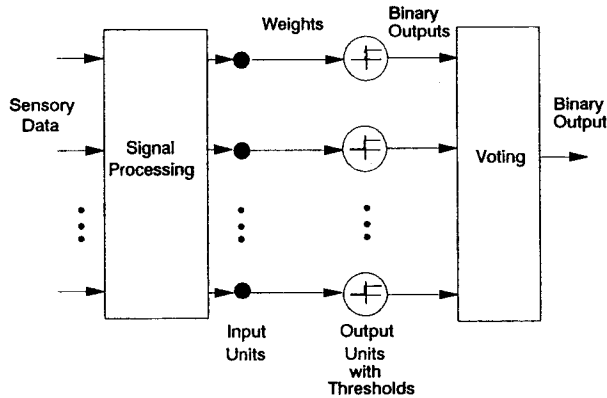 Weights
Binary
Outputs
Sensory
Data
Signal
Processing
Voting
Binary
Output
Input
Units
Output
Units
with
Thresholds